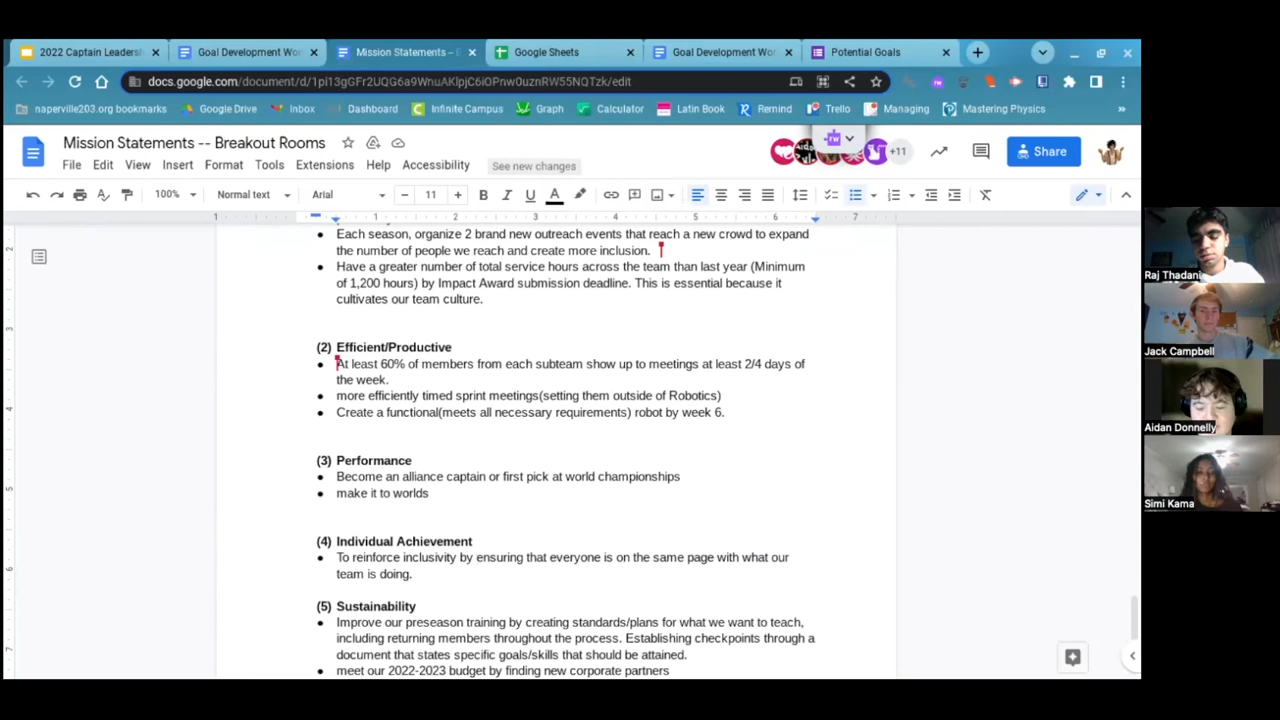 2022 Captain Leadersh
Goal Development Wor
Mission Statements – B
Google Sheets
Goal Development Wor
Potential Goals
docs.google.com/document/d/1pi13gGFr2UQG6a9WnuAKlpjC6iOPnw0uznRW55NQTzk/edit
naperville203.org bookmarks
Google Drive
Inbox
Dashboard
Infinite Campus
Graph
Calculator
Latin Book
Remind
Trello
Managing
Mastering Physics
»
Mission Statements -- Breakout Rooms
+11
Share
File Edit View Insert Format Tools Extensions Help Accessibility
See new changes
100% Normal text Arial 11
1 1 2 3 4 5 6 7
• Each season, organize 2 brand new outreach events that reach a new crowd to expand
the number of people we reach and create more inclusion.
• Have a greater number of total service hours across the team than last year (Minimum
of 1,200 hours) by Impact Award submission deadline. This is essential because it
cultivates our team culture.
(2) Efficient/Productive
• At least 60% of members from each subteam show up to meetings at least 2/4 days of
the week.
• more efficiently timed sprint meetings(setting them outside of Robotics)
• Create a functional(meets all necessary requirements) robot by week 6.
(3) Performance
• Become an alliance captain or first pick at world championships
• make it to worlds
(4) Individual Achievement
• To reinforce inclusivity by ensuring that everyone is on the same page with what our
team is doing.
(5) Sustainability
• Improve our preseason training by creating standards/plans for what we want to teach,
including returning members throughout the process. Establishing checkpoints through a
document that states specific goals/skills that should be attained.
• meet our 2022-2023 budget by finding new corporate partners
Raj Thadani
Jack Campbell
Aidan Donnelly
Simi Kama